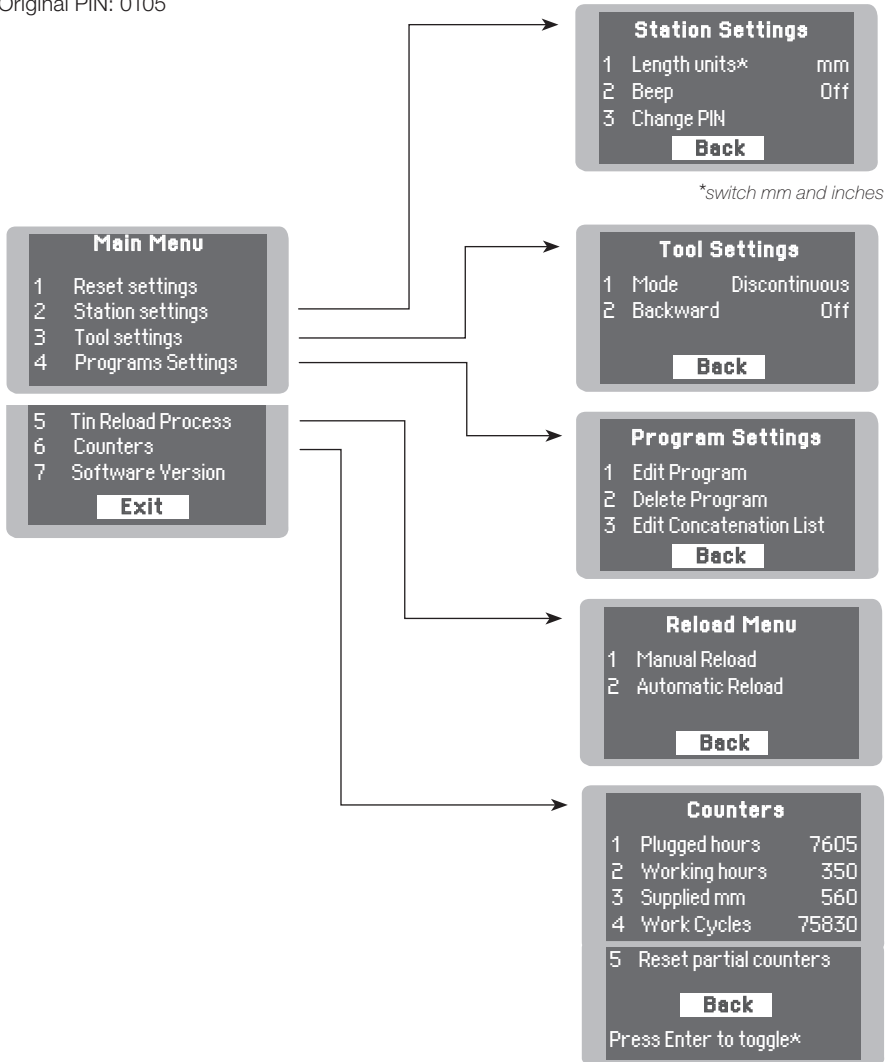 Original PIN: 0105
Station Settings
1 Length units* mm
2 Beep Off
3 Change PIN
Back
*switch mm and inches
Main Menu
1 Reset settings
2 Station settings
3 Tool settings
4 Programs Settings
5 Tin Reload Process
6 Counters
7 Software Version
Exit
Tool Settings
1 Mode Discontinuous
2 Backward Off
Back
Program Settings
1 Edit Program
2 Delete Program
3 Edit Concatenation List
Back
Reload Menu
1 Manual Reload
2 Automatic Reload
Back
Counters
1 Plugged hours 7605
2 Working hours 350
3 Supplied mm 560
4 Work Cycles 75830
5 Reset partial counters
Back
Press Enter to toggle*